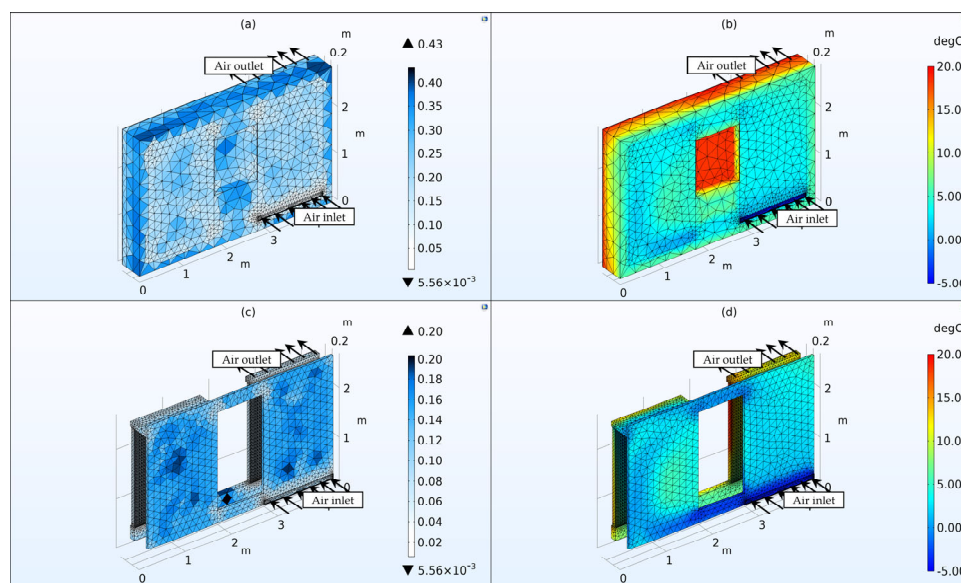 (a)
m
0.2
Air outlet
2
m
1
0
Air inlet
3
2
1
m
0
0.43
0.40
0.35
0.30
0.25
0.20
0.15
0.10
0.05
5.56×10⁻³
(b)
m
0.2
Air outlet
2
m
1
0
Air inlet
3
2
1
m
0
degC
20.0
15.0
10.0
5.00
0.00
-5.00
(c)
m
0.2
Air outlet
2
m
1
0
Air inlet
3
2
1
m
0
0.20
0.20
0.18
0.16
0.14
0.12
0.10
0.08
0.06
0.04
0.02
5.56×10⁻³
(d)
m
0.2
Air outlet
2
m
1
0
Air inlet
3
2
1
m
0
degC
20.0
15.0
10.0
5.00
0.00
-5.00